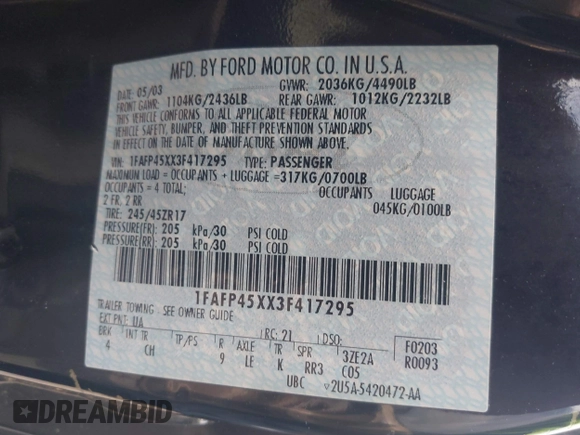 MFD. BY FORD MOTOR CO. IN U.S.A.
DATE 05/03 GVWR: 2036KG/4490LB
FRONT GAWR: 1104KG/2436LB REAR GAWR: 1012KG/2232LB
THIS VEHICLE CONFORMS TO ALL APPLICABLE FEDERAL MOTOR
VEHICLE SAFETY, BUMPER, AND THEFT PREVENTION STANDARDS
IN EFFECT ON THE DATE OF MANUFACTURE SHOWN ABOVE.
VIN: 1FAFP45XX3F417295 TYPE: PASSENGER
MAXIMUM LOAD = OCCUPANTS + LUGGAGE =317KG/0700LB
OCCUPANTS = 4 TOTAL; OCCUPANTS LUGGAGE
2 FR, 2 RR 045KG/0100LB
TIRE: 245/45ZR17
PRESSURE(FR): 205 kPa/30 PSI COLD
PRESSURE(RR): 205 kPa/30 PSI COLD
1FAFP45XX3F417295
TRAILER TOWING - SEE OWNER GUIDE
EXT PNT: UA RC: 21 DSO: F0203
BRK INT TR TP/PS R AXLE TR SPR 3ZE2A R0093
4 CH 9 LE K RR3 C05
UBC 2U5A-5420472-AA
VOID
DREAMBID